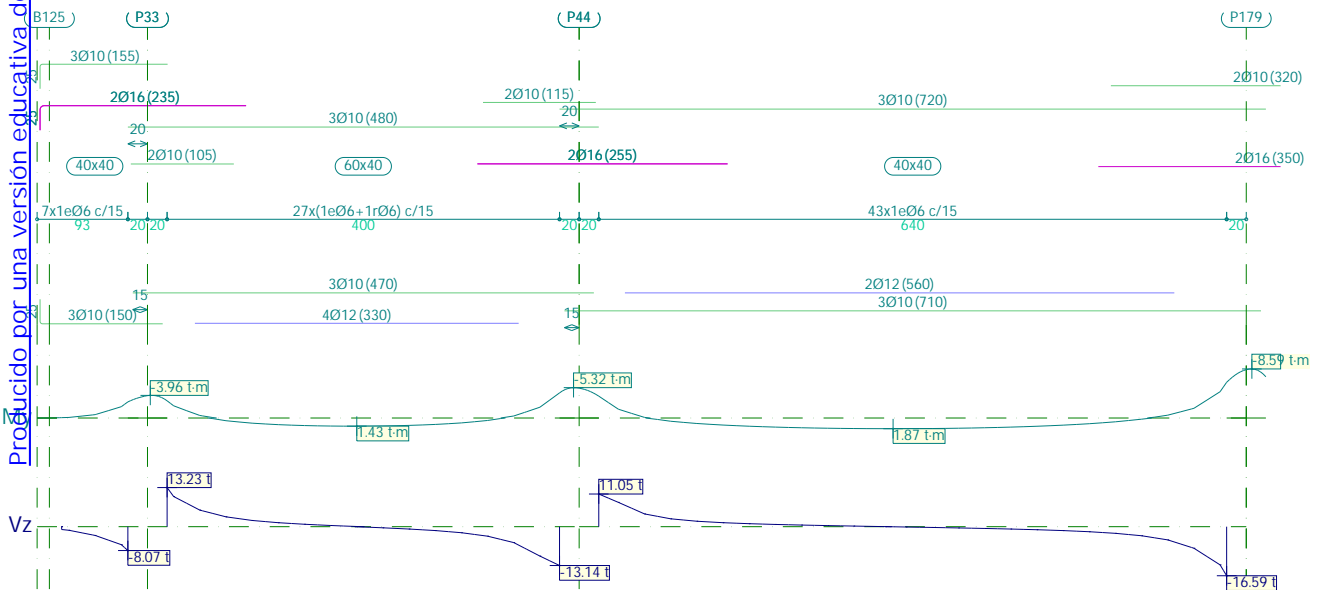 Producido por una versión educativa de
B125
P33
P44
P179
3Ø10 (155)
25
2Ø10 (320)
2Ø16 (235)
25
2Ø10 (115)
3Ø10 (720)
20
3Ø10 (480)
20
2Ø10 (105)
2Ø16 (255)
2Ø16 (350)
40x40
60x40
40x40
7x1eØ6 c/15
27x(1eØ6+1rØ6) c/15
43x1eØ6 c/15
93
20
20
400
20
20
640
20
3Ø10 (470)
2Ø12 (560)
15
3Ø10 (710)
25
3Ø10 (150)
4Ø12 (330)
15
-8.59 t·m
-3.96 t·m
-5.32 t·m
1.43 t·m
1.87 t·m
13.23 t
11.05 t
Vz
-8.07 t
-13.14 t
-16.59 t